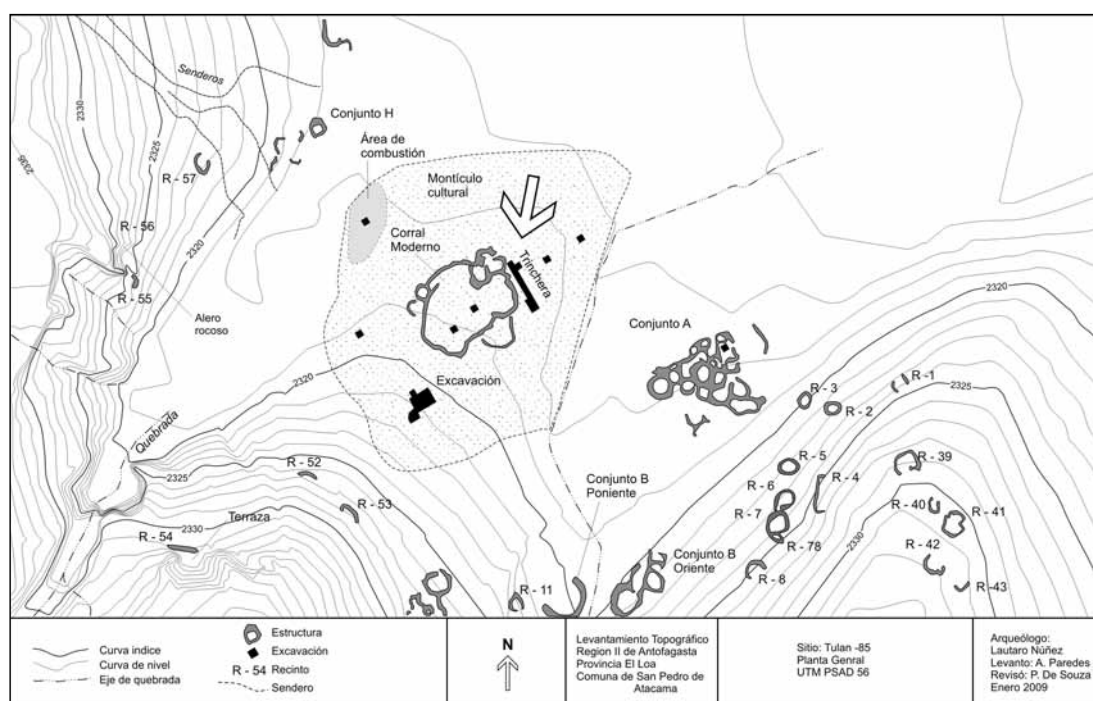 Senderos
2330
2325
2335
Conjunto H
Área de
combustión
R - 57
Montículo
cultural
R - 56
2320
Corral
Moderno
Trinchera
R - 55
Alero
rocoso
Conjunto A
2320
2320
R -1
2325
R - 3
R - 2
Excavación
Quebrada
R - 52
2325
R - 5
R - 4
R - 39
R - 6
Conjunto B
Poniente
R - 53
R - 40
R - 41
Terraza
R - 7
2330
R - 54
2330
R - 78
R - 42
Conjunto B
Oriente
R - 8
R -43
R - 11
Curva indice
Curva de nivel
Eje de quebrada
Estructura
Excavación
R - 54 Recinto
Sendero
N
Levantamiento Topográfico
Region II de Antofagasta
Provincia El Loa
Comuna de San Pedro de
Atacama
Sitio: Tulan -85
Planta Genral
UTM PSAD 56
Arqueólogo:
Lautaro Núñez
Levanto: A. Paredes
Revisó: P. De Souza
Enero 2009